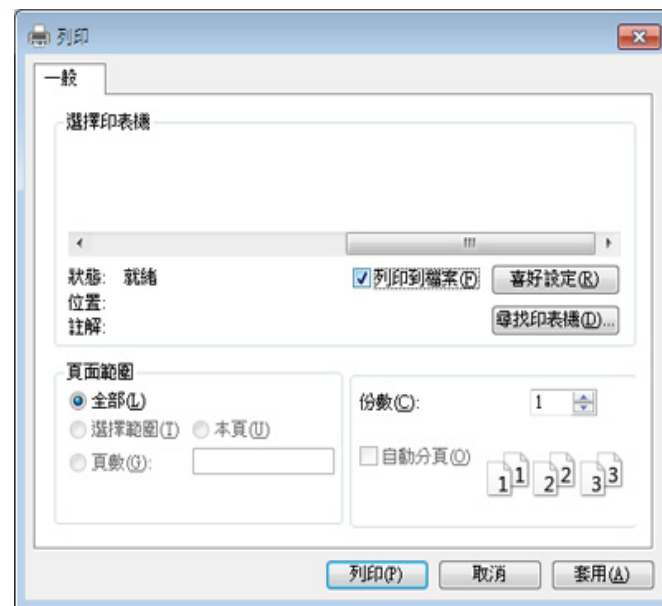 列印
一般
選擇印表機
狀態: 就緒
列印到檔案(F) 喜好設定(R)
位置:
註解:
尋找印表機(D)...
頁面範圍
全部(L)
選擇範圍(I) 本頁(U)
頁數(G):
份數(C): 1
自動分頁(O)
1 1 2 2 3 3
列印(P) 取消 套用(A)